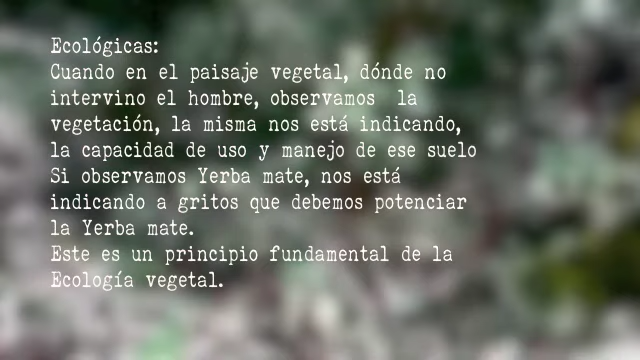 Ecológicas:
Cuando en el paisaje vegetal, dónde no
intervino el hombre, observamos  la
vegetación, la misma nos está indicando,
la capacidad de uso y manejo de ese suelo
Si observamos Yerba mate, nos está
indicando a gritos que debemos potenciar
la Yerba mate.
Este es un principio fundamental de la
Ecología vegetal.